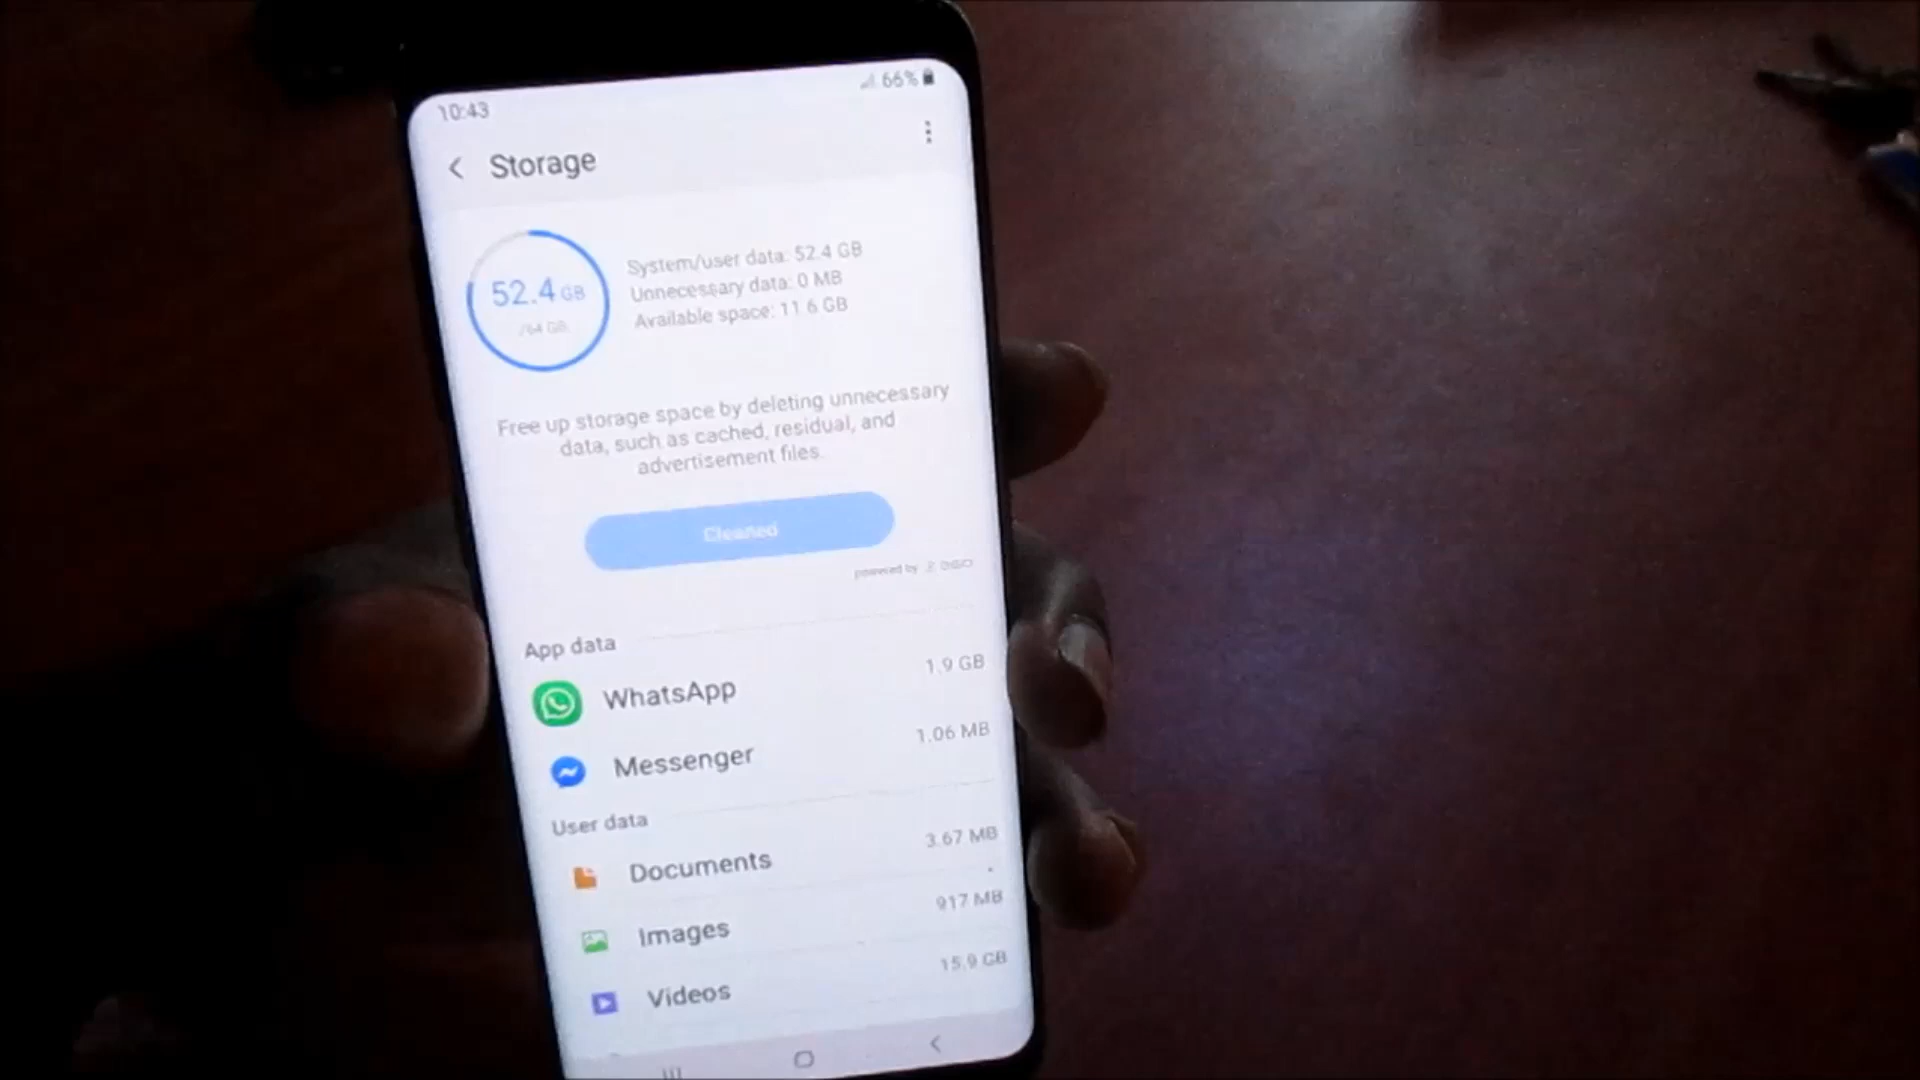 10:43
66%
Storage
52.4 GB
/64 GB
System/user data: 52.4 GB
Unnecessary data: 0 MB
Available space: 11.6 GB
Free up storage space by deleting unnecessary
data, such as cached, residual, and
advertisement files.
Cleaned
powered by
App data
WhatsApp 1.9 GB
Messenger 1.06 MB
User data
Documents 3.67 MB
Images 917 MB
Videos 15.9 GB